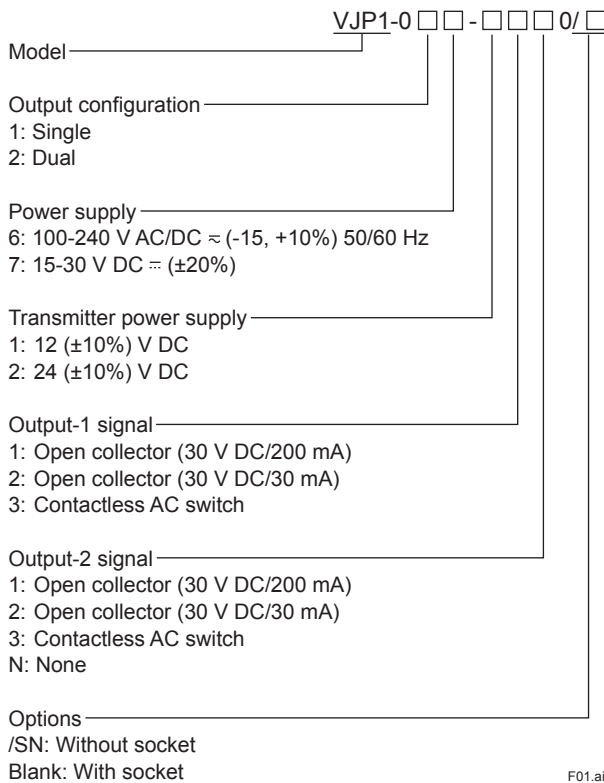 VJP1-0 □ □ - □ □ □ 0/ □
Model
Output configuration
1: Single
2: Dual
Power supply
6: 100-240 V AC/DC ≂ (-15, +10%) 50/60 Hz
7: 15-30 V DC ⎓ (±20%)
Transmitter power supply
1: 12 (±10%) V DC
2: 24 (±10%) V DC
Output-1 signal
1: Open collector (30 V DC/200 mA)
2: Open collector (30 V DC/30 mA)
3: Contactless AC switch
Output-2 signal
1: Open collector (30 V DC/200 mA)
2: Open collector (30 V DC/30 mA)
3: Contactless AC switch
N: None
Options
/SN: Without socket
Blank: With socket
F01.ai